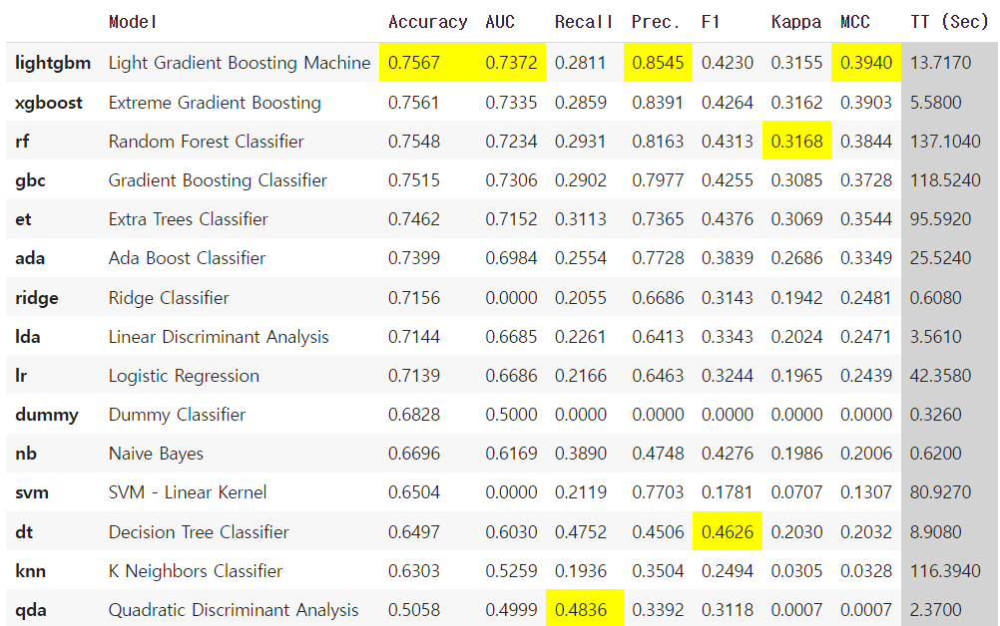 Model Accuracy AUC Recall Prec. F1 Kappa MCC TT (Sec)
lightgbm Light Gradient Boosting Machine 0.7567 0.7372 0.2811 0.8545 0.4230 0.3155 0.3940 13.7170
xgboost Extreme Gradient Boosting 0.7561 0.7335 0.2859 0.8391 0.4264 0.3162 0.3903 5.5800
rf Random Forest Classifier 0.7548 0.7234 0.2931 0.8163 0.4313 0.3168 0.3844 137.1040
gbc Gradient Boosting Classifier 0.7515 0.7306 0.2902 0.7977 0.4255 0.3085 0.3728 118.5240
et Extra Trees Classifier 0.7462 0.7152 0.3113 0.7365 0.4376 0.3069 0.3544 95.5920
ada Ada Boost Classifier 0.7399 0.6984 0.2554 0.7728 0.3839 0.2686 0.3349 25.5240
ridge Ridge Classifier 0.7156 0.0000 0.2055 0.6686 0.3143 0.1942 0.2481 0.6080
lda Linear Discriminant Analysis 0.7144 0.6685 0.2261 0.6413 0.3343 0.2024 0.2471 3.5610
lr Logistic Regression 0.7139 0.6686 0.2166 0.6463 0.3244 0.1965 0.2439 42.3580
dummy Dummy Classifier 0.6828 0.5000 0.0000 0.0000 0.0000 0.0000 0.0000 0.3260
nb Naive Bayes 0.6696 0.6169 0.3890 0.4748 0.4276 0.1986 0.2006 0.6200
svm SVM - Linear Kernel 0.6504 0.0000 0.2119 0.7703 0.1781 0.0707 0.1307 80.9270
dt Decision Tree Classifier 0.6497 0.6030 0.4752 0.4506 0.4626 0.2030 0.2032 8.9080
knn K Neighbors Classifier 0.6303 0.5259 0.1936 0.3504 0.2494 0.0305 0.0328 116.3940
qda Quadratic Discriminant Analysis 0.5058 0.4999 0.4836 0.3392 0.3118 0.0007 0.0007 2.3700